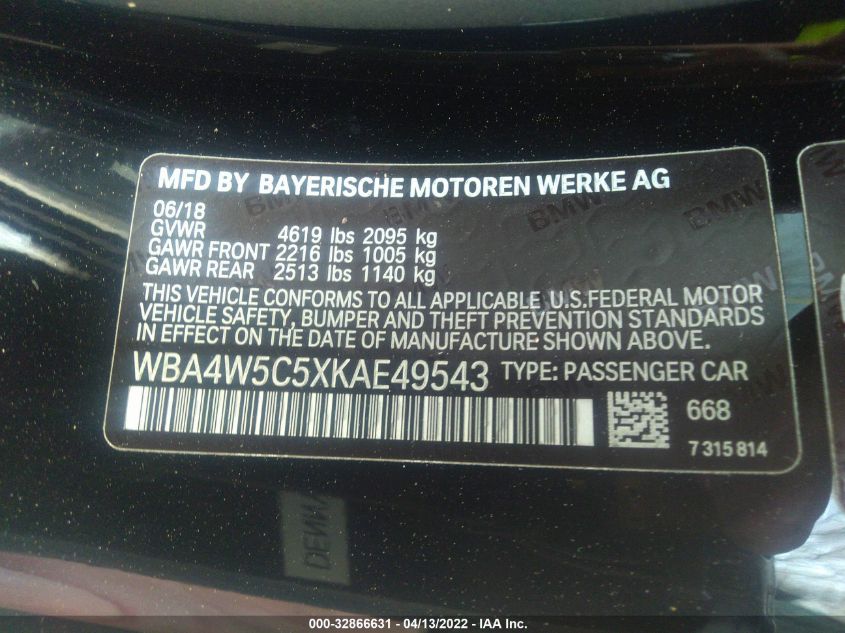 MFD BY BAYERISCHE MOTOREN WERKE AG
06/18
GVWR 4619 lbs 2095 kg
GAWR FRONT 2216 lbs 1005 kg
GAWR REAR 2513 lbs 1140 kg
THIS VEHICLE CONFORMS TO ALL APPLICABLE U.S.FEDERAL MOTOR
VEHICLE SAFETY, BUMPER AND THEFT PREVENTION STANDARDS
IN EFFECT ON THE DATE OF MANUFACTURE SHOWN ABOVE.
WBA4W5C5XKAE49543 TYPE: PASSENGER CAR
668
7 315 814
000-32866631 - 04/13/2022 - IAA Inc.